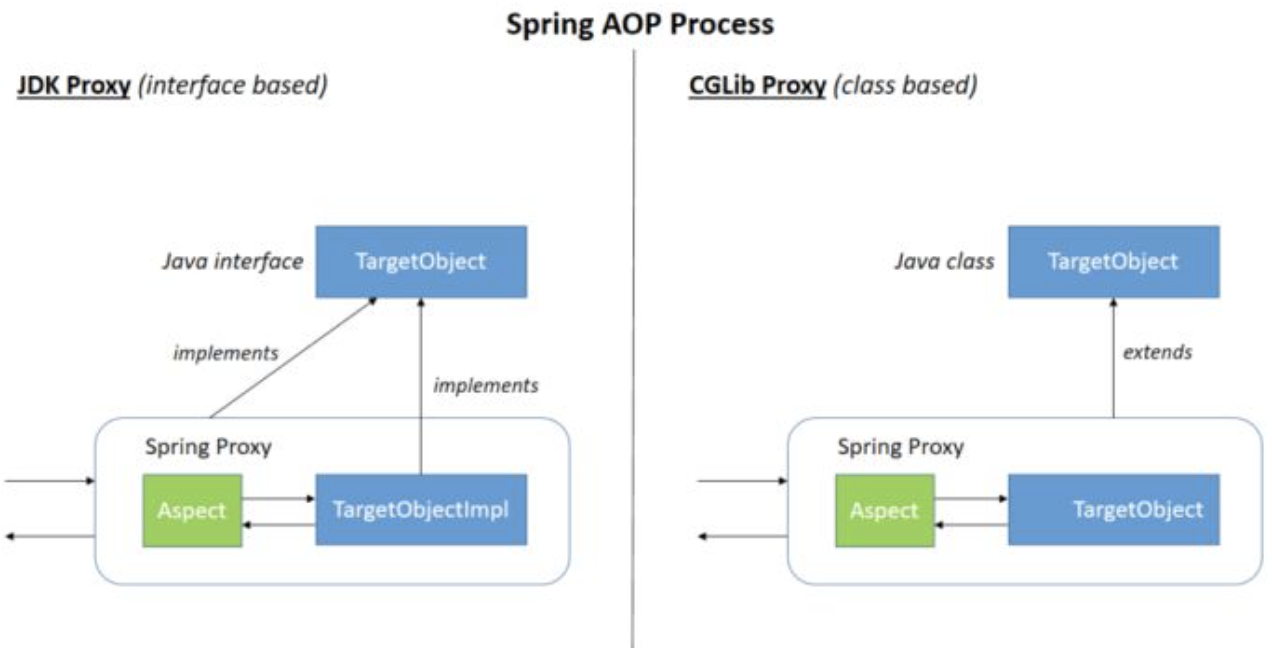 Spring AOP Process
JDK Proxy (interface based)
Java interface
TargetObject
implements
implements
Spring Proxy
Aspect
TargetObjectImpl
CGLib Proxy (class based)
Java class
TargetObject
extends
Spring Proxy
Aspect
TargetObject